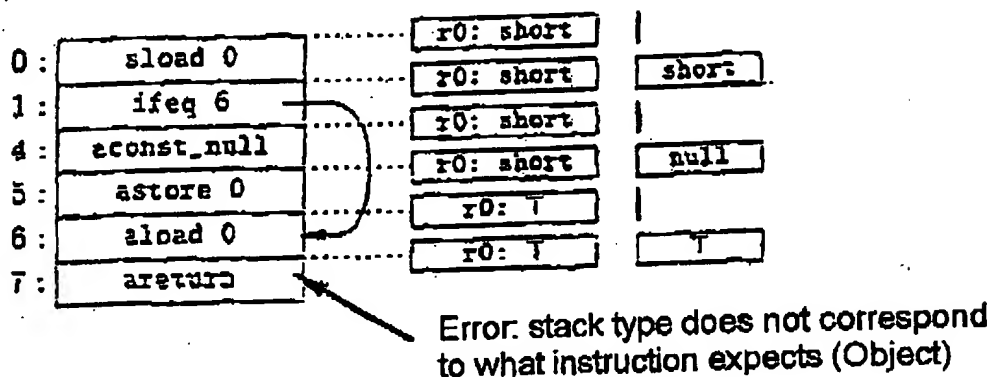 r0: short
0: sload 0 r0: short short
1: ifeq 6 r0: short
4: aconst_null r0: short null
5: astore 0 r0: T
6: aload 0 r0: T T
7: areturn
Error: stack type does not correspond
to what instruction expects (Object)